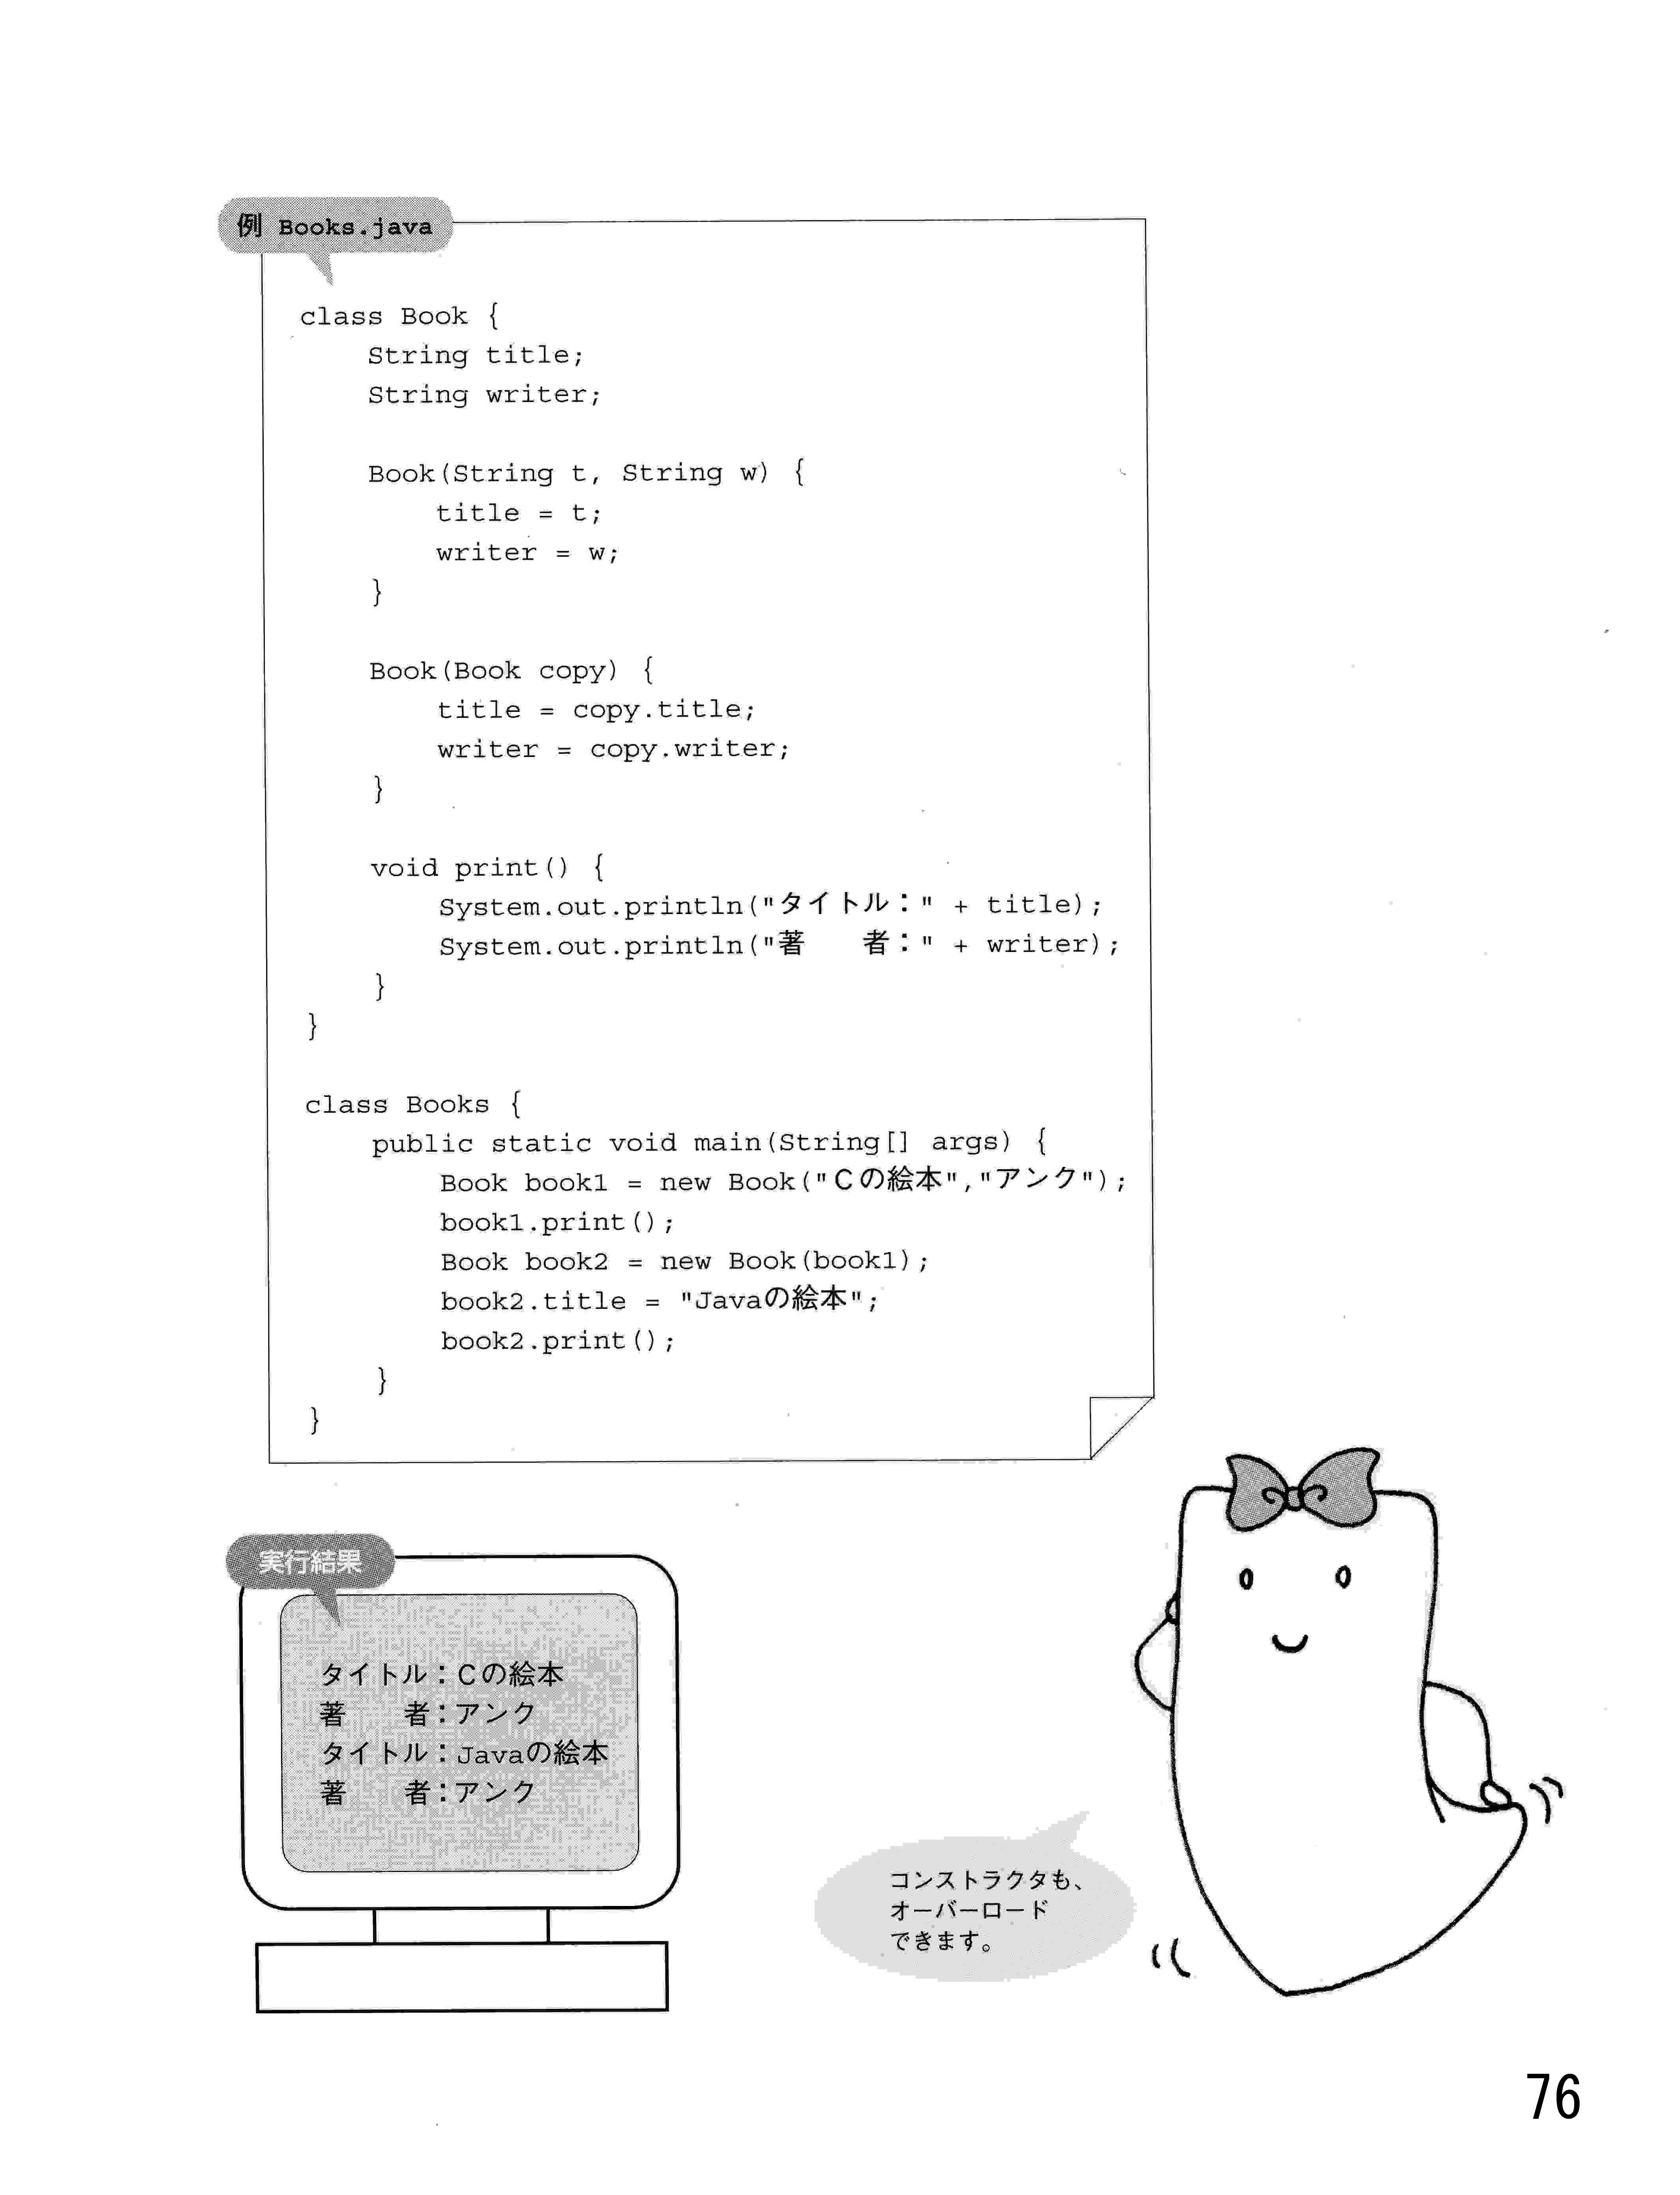 例 Books.java
class Book {
    String title;
    String writer;

    Book(String t, String w) {
        title = t;
        writer = w;
    }

    Book(Book copy) {
        title = copy.title;
        writer = copy.writer;
    }

    void print() {
        System.out.println("タイトル：" + title);
        System.out.println("著　　者：" + writer);
    }
}

class Books {
    public static void main(String[] args) {
        Book book1 = new Book("Ｃの絵本","アンク");
        book1.print();
        Book book2 = new Book(book1);
        book2.title = "Javaの絵本";
        book2.print();
    }
}
実行結果
タイトル：Ｃの絵本
著　　者：アンク
タイトル：Javaの絵本
著　　者：アンク
コンストラクタも、
オーバーロード
できます。
76